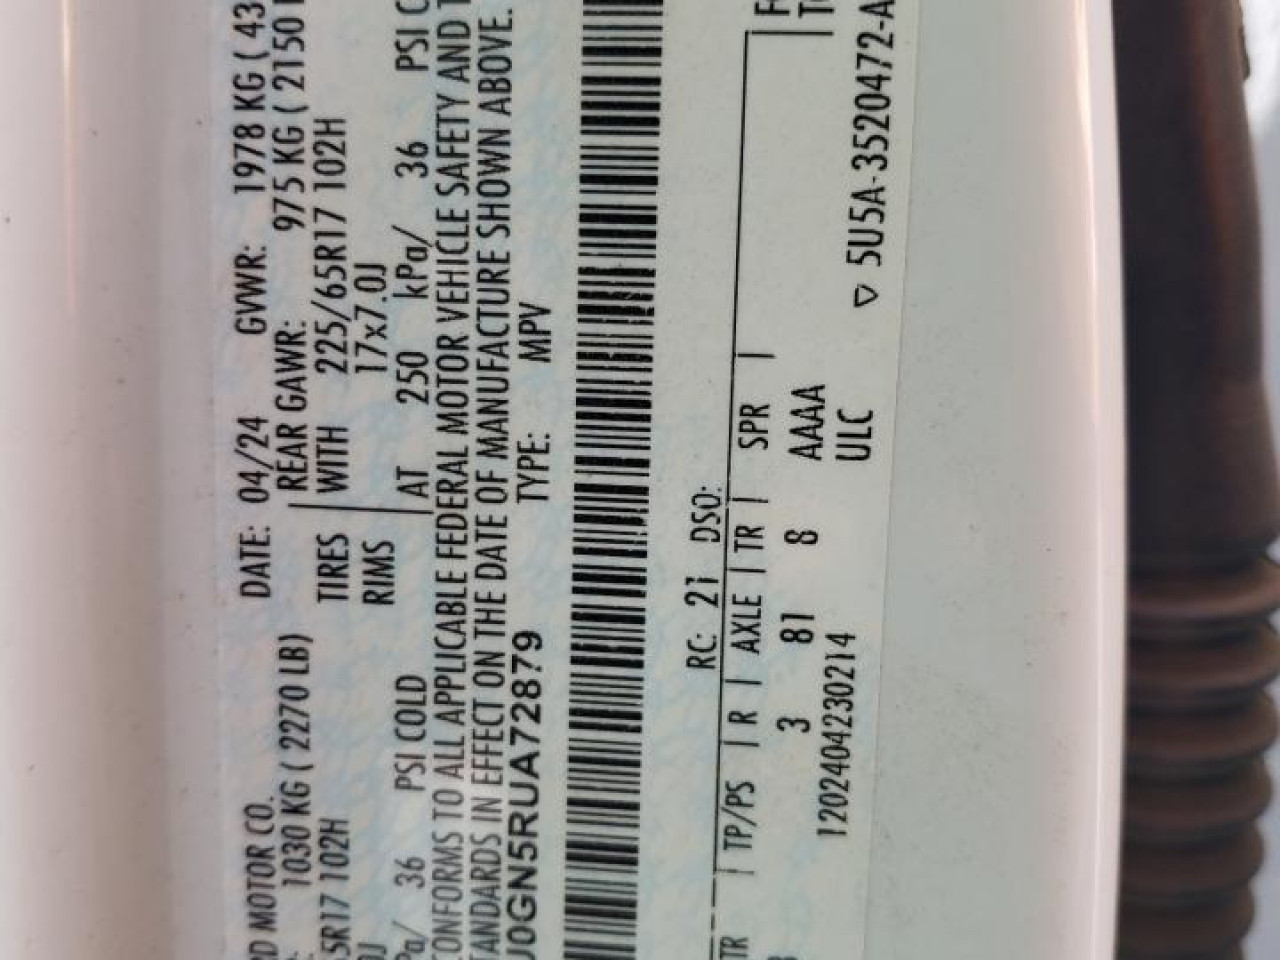 RD MOTOR CO. DATE: 04/24 GVWR: 1978 KG ( 43
1030 KG ( 2270 LB) REAR GAWR: 975 KG ( 2150
5R17 102H TIRES WITH 225/65R17 102H
0J RIMS 17x7.0J
Pa/ 36 PSI COLD AT 250 kPa/ 36 PSI C
CONFORMS TO ALL APPLICABLE FEDERAL MOTOR VEHICLE SAFETY AND
TANDARDS IN EFFECT ON THE DATE OF MANUFACTURE SHOWN ABOVE.
J0GN5RUA72879 TYPE: MPV
RC: 21 DSO:
TR TP/PS R AXLE TR SPR
3 81 8 AAAA
1202404230214 ULC
▽ 5U5A-3520472-A